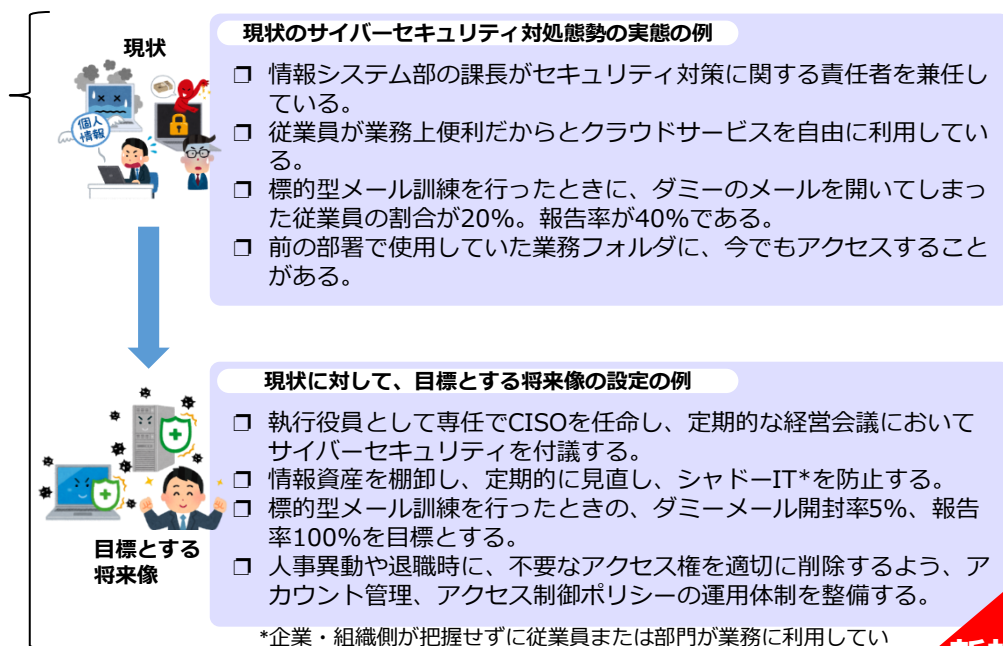 現状
個人
情報
現状のサイバーセキュリティ対処態勢の実態の例
❐ 情報システム部の課長がセキュリティ対策に関する責任者を兼任し
ている。
❐ 従業員が業務上便利だからとクラウドサービスを自由に利用してい
る。
❐ 標的型メール訓練を行ったときに、ダミーのメールを開いてしまっ
た従業員の割合が20%。報告率が40%である。
❐ 前の部署で使用していた業務フォルダに、今でもアクセスすること
がある。
目標とする
将来像
現状に対して、目標とする将来像の設定の例
❐ 執行役員として専任でCISOを任命し、定期的な経営会議において
サイバーセキュリティを付議する。
❐ 情報資産を棚卸し、定期的に見直し、シャドーIT*を防止する。
❐ 標的型メール訓練を行ったときの、ダミーメール開封率5%、報告
率100%を目標とする。
❐ 人事異動や退職時に、不要なアクセス権を適切に削除するよう、ア
カウント管理、アクセス制御ポリシーの運用体制を整備する。
*企業・組織側が把握せずに従業員または部門が業務に利用してい